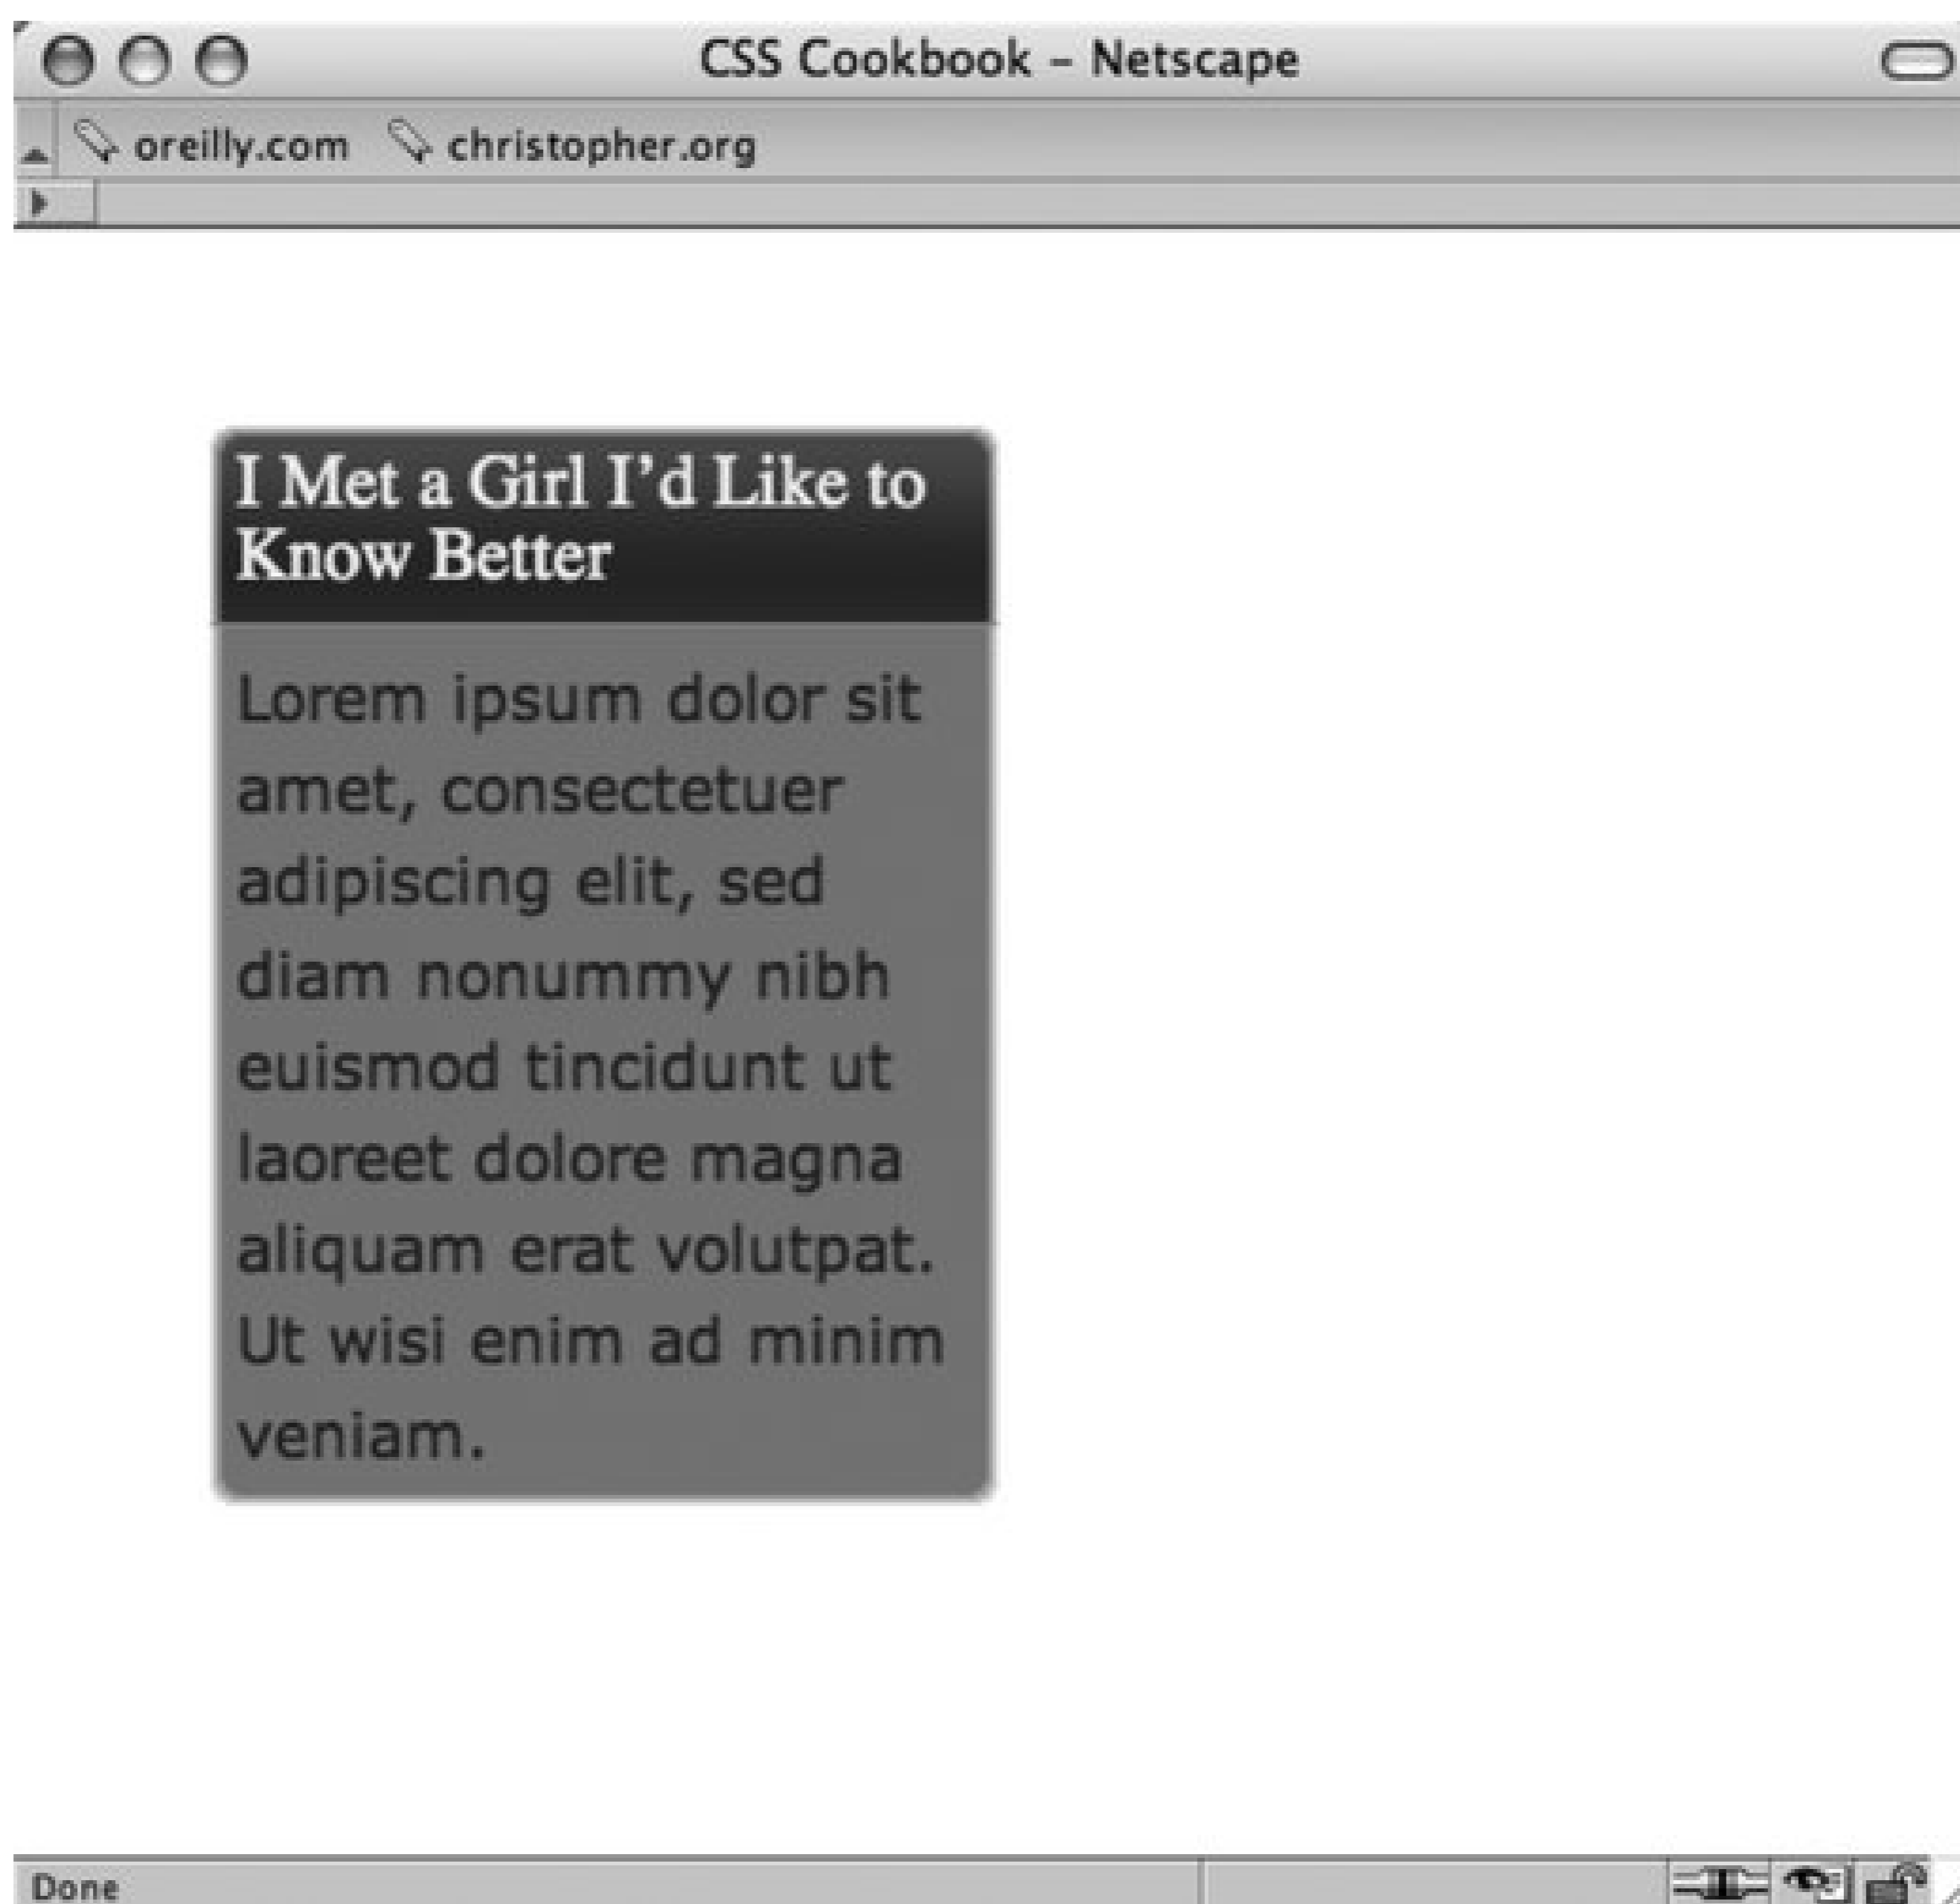 CSS Cookbook – Netscape
oreilly.com christopher.org
I Met a Girl I’d Like to
Know Better
Lorem ipsum dolor sit
amet, consectetuer
adipiscing elit, sed
diam nonummy nibh
euismod tincidunt ut
laoreet dolore magna
aliquam erat volutpat.
Ut wisi enim ad minim
veniam.
Done